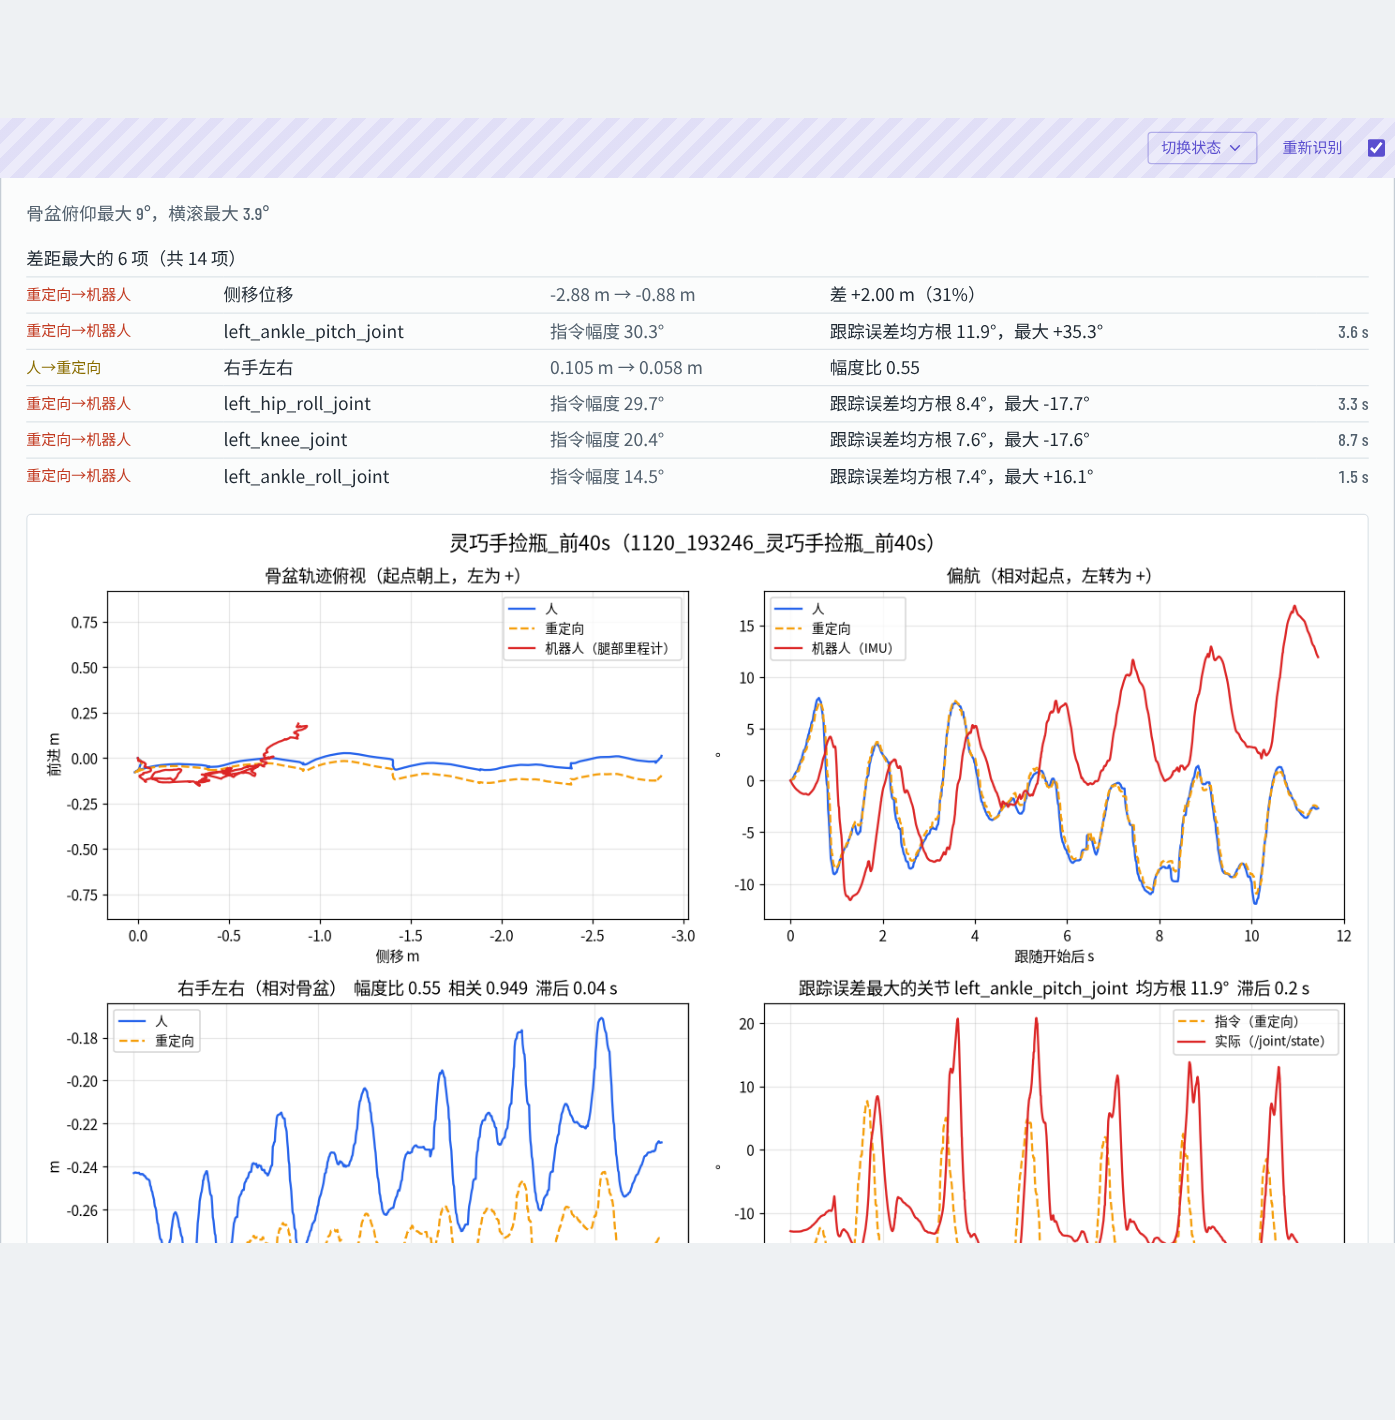 切换状态
重新识别
骨盆俯仰最大 9°，横滚最大 3.9°
差距最大的 6 项（共 14 项）
重定向→机器人 侧移位移 -2.88 m → -0.88 m 差 +2.00 m（31%）
重定向→机器人 left_ankle_pitch_joint 指令幅度 30.3° 跟踪误差均方根 11.9°，最大 +35.3° 3.6 s
人→重定向 右手左右 0.105 m → 0.058 m 幅度比 0.55
重定向→机器人 left_hip_roll_joint 指令幅度 29.7° 跟踪误差均方根 8.4°，最大 -17.7° 3.3 s
重定向→机器人 left_knee_joint 指令幅度 20.4° 跟踪误差均方根 7.6°，最大 -17.6° 8.7 s
重定向→机器人 left_ankle_roll_joint 指令幅度 14.5° 跟踪误差均方根 7.4°，最大 +16.1° 1.5 s
灵巧手捡瓶_前40s（1120_193246_灵巧手捡瓶_前40s）
骨盆轨迹俯视（起点朝上，左为 +）
人
重定向
机器人（腿部里程计）
前进 m
0.75
0.50
0.25
0.00
-0.25
-0.50
-0.75
0.0 -0.5 -1.0 -1.5 -2.0 -2.5 -3.0
侧移 m
偏航（相对起点，左转为 +）
人
重定向
机器人（IMU）
°
15
10
5
0
-5
-10
0 2 4 6 8 10 12
跟随开始后 s
右手左右（相对骨盆） 幅度比 0.55 相关 0.949 滞后 0.04 s
人
重定向
m
-0.18
-0.20
-0.22
-0.24
-0.26
跟踪误差最大的关节 left_ankle_pitch_joint 均方根 11.9° 滞后 0.2 s
指令（重定向）
实际（/joint/state）
°
20
10
0
-10